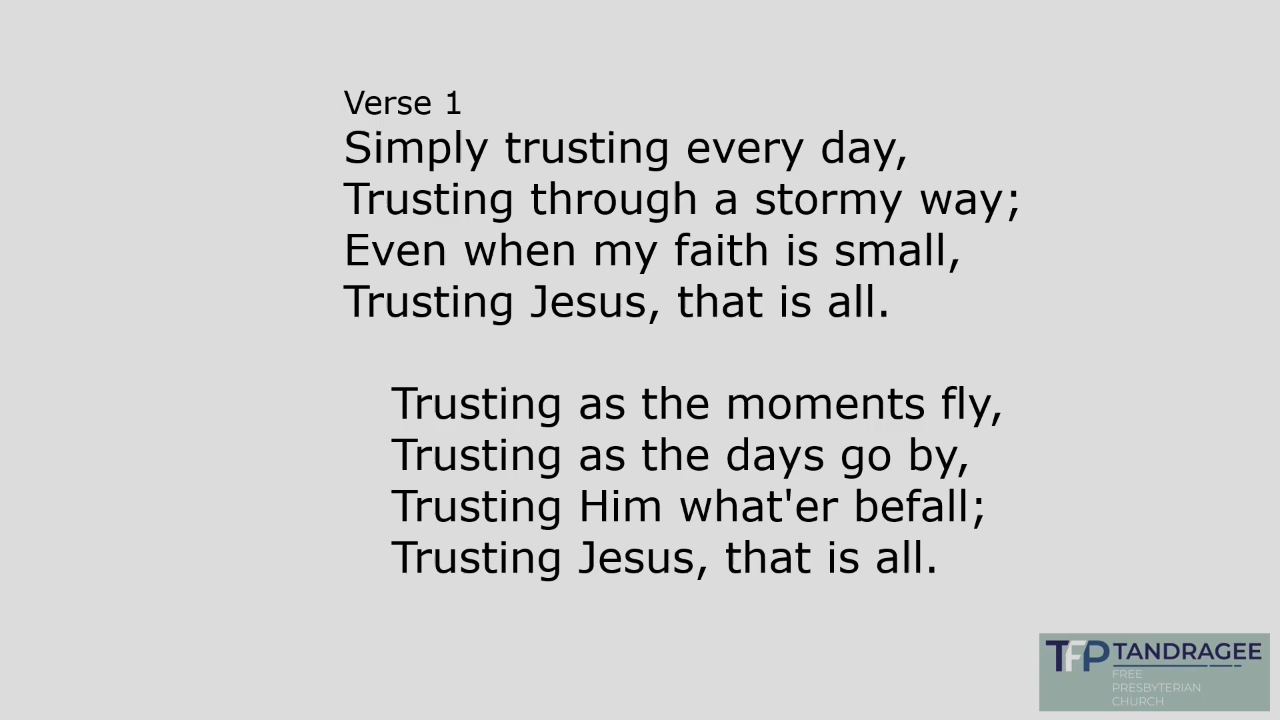 Verse 1
Simply trusting every day,
Trusting through a stormy way;
Even when my faith is small,
Trusting Jesus, that is all.
Trusting as the moments fly,
Trusting as the days go by,
Trusting Him what'er befall;
Trusting Jesus, that is all.
TFP TANDRAGEE
FREE
PRESBYTERIAN
CHURCH